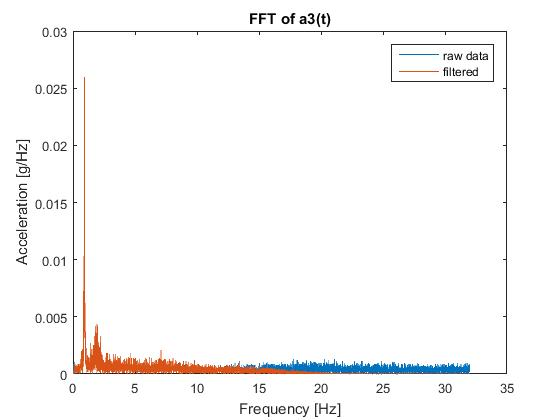 FFT of a3(t)
0.03
0.025
0.02
0.015
0.01
0.005
0
Acceleration [g/Hz]
raw data
filtered
0 5 10 15 20 25 30 35
Frequency [Hz]